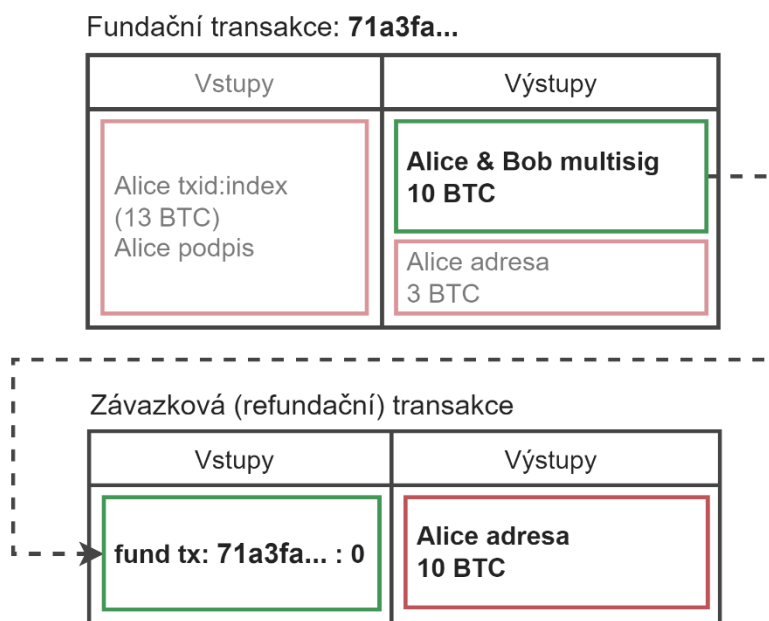 Fundační transakce: 71a3fa...
Vstupy
Výstupy
Alice txid:index
(13 BTC)
Alice podpis
Alice & Bob multisig
10 BTC
Alice adresa
3 BTC
Závazková (refundační) transakce
Vstupy
Výstupy
fund tx: 71a3fa... : 0
Alice adresa
10 BTC